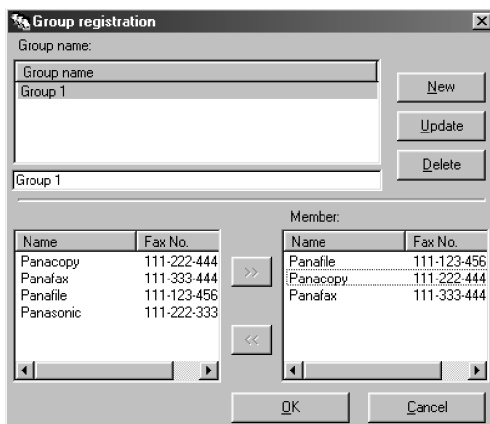 Group registration
Group name:
Group name
Group 1
New
Update
Delete
Group 1
Member:
Name Fax No.
Panacopy 111-222-444
Panafax 111-333-444
Panafile 111-123-456
Panasonic 111-222-333
>>
<<
Name Fax No.
Panafile 111-123-456
Panacopy 111-222-444
Panafax 111-333-444
OK
Cancel